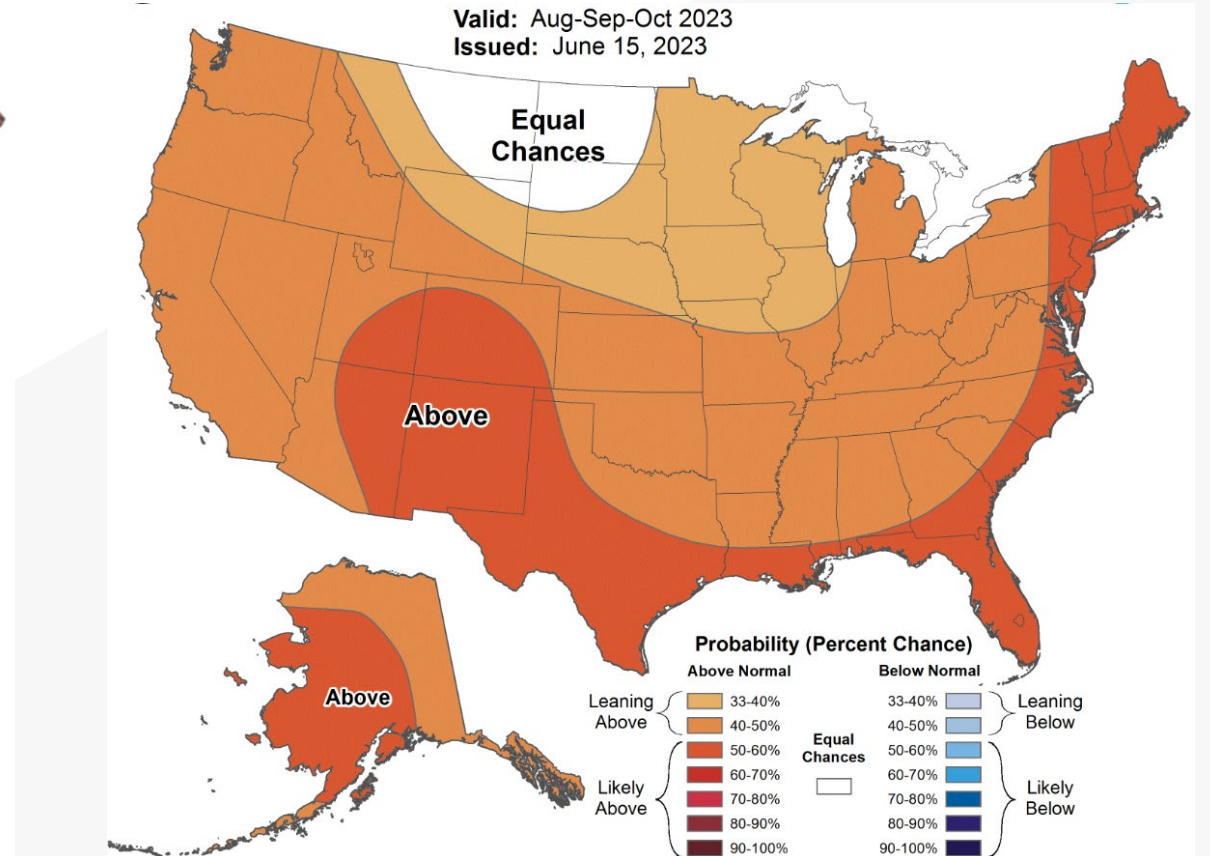 Valid: Aug-Sep-Oct 2023
Issued: June 15, 2023
Equal
Chances
Above
Above
Probability (Percent Chance)
Above Normal
Below Normal
Leaning
Above
33-40%
40-50%
50-60%
60-70%
70-80%
80-90%
90-100%
Likely
Above
Equal
Chances
33-40%
40-50%
50-60%
60-70%
70-80%
80-90%
90-100%
Leaning
Below
Likely
Below